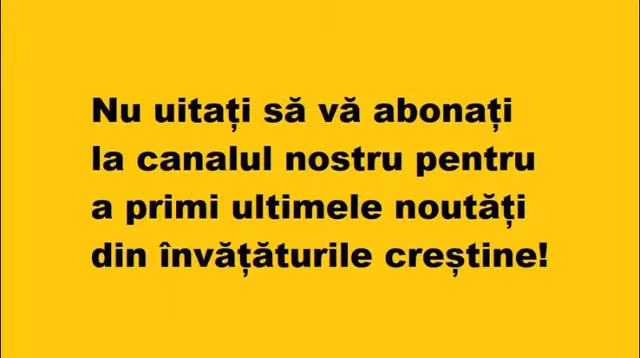 Nu uitați să vă abonați
la canalul nostru pentru
a primi ultimele noutăți
din învățăturile creștine!